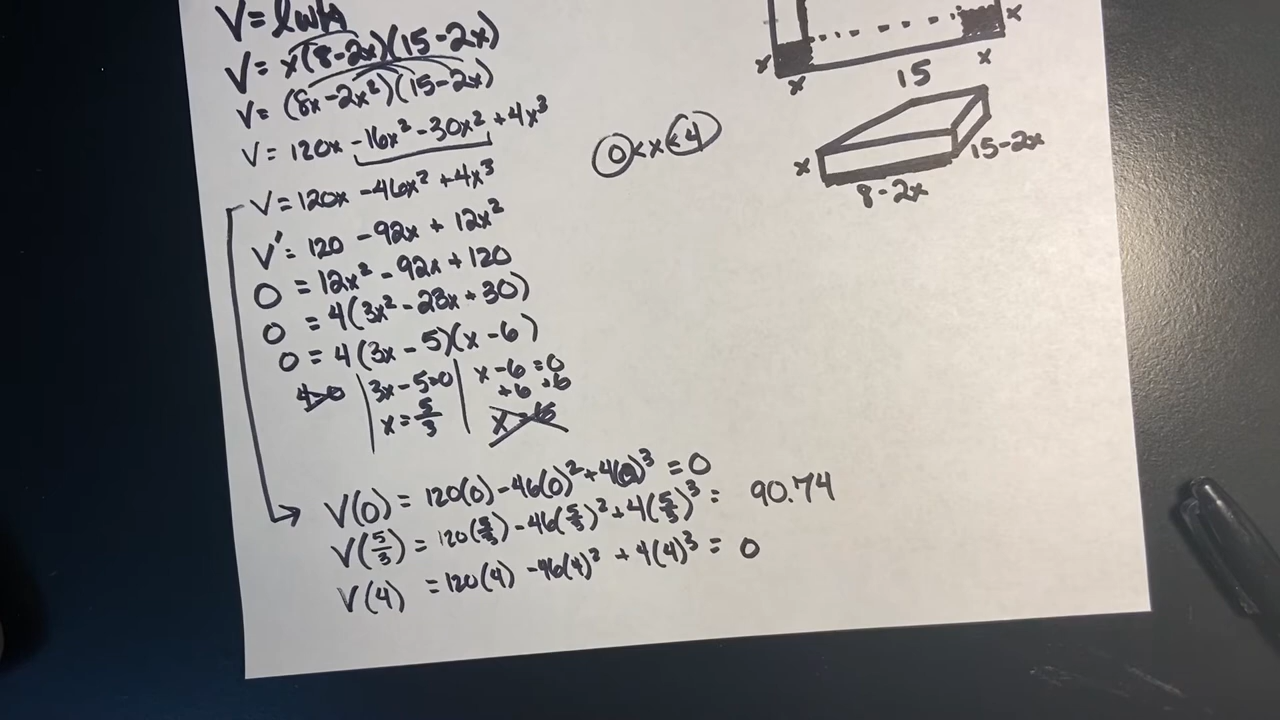 V = lwh
V = x(8-2x)(15-2x)
V = (8x-2x²)(15-2x)
V = 120x -16x² -30x² +4x³
V = 120x -46x² +4x³
V' = 120 -92x + 12x²
0 = 12x² - 92x + 120
0 = 4(3x² - 23x + 30)
0 = 4(3x - 5)(x - 6)
3x - 5 = 0
x = 5/3
x - 6 = 0
+6 +6
V(0) = 120(0) - 46(0)² + 4(0)³ = 0
V(5/3) = 120(5/3) - 46(5/3)² + 4(5/3)³ = 90.74
V(4) = 120(4) - 46(4)² + 4(4)³ = 0
0 < x < 4
x x
x x
15
x 15-2x
8-2x